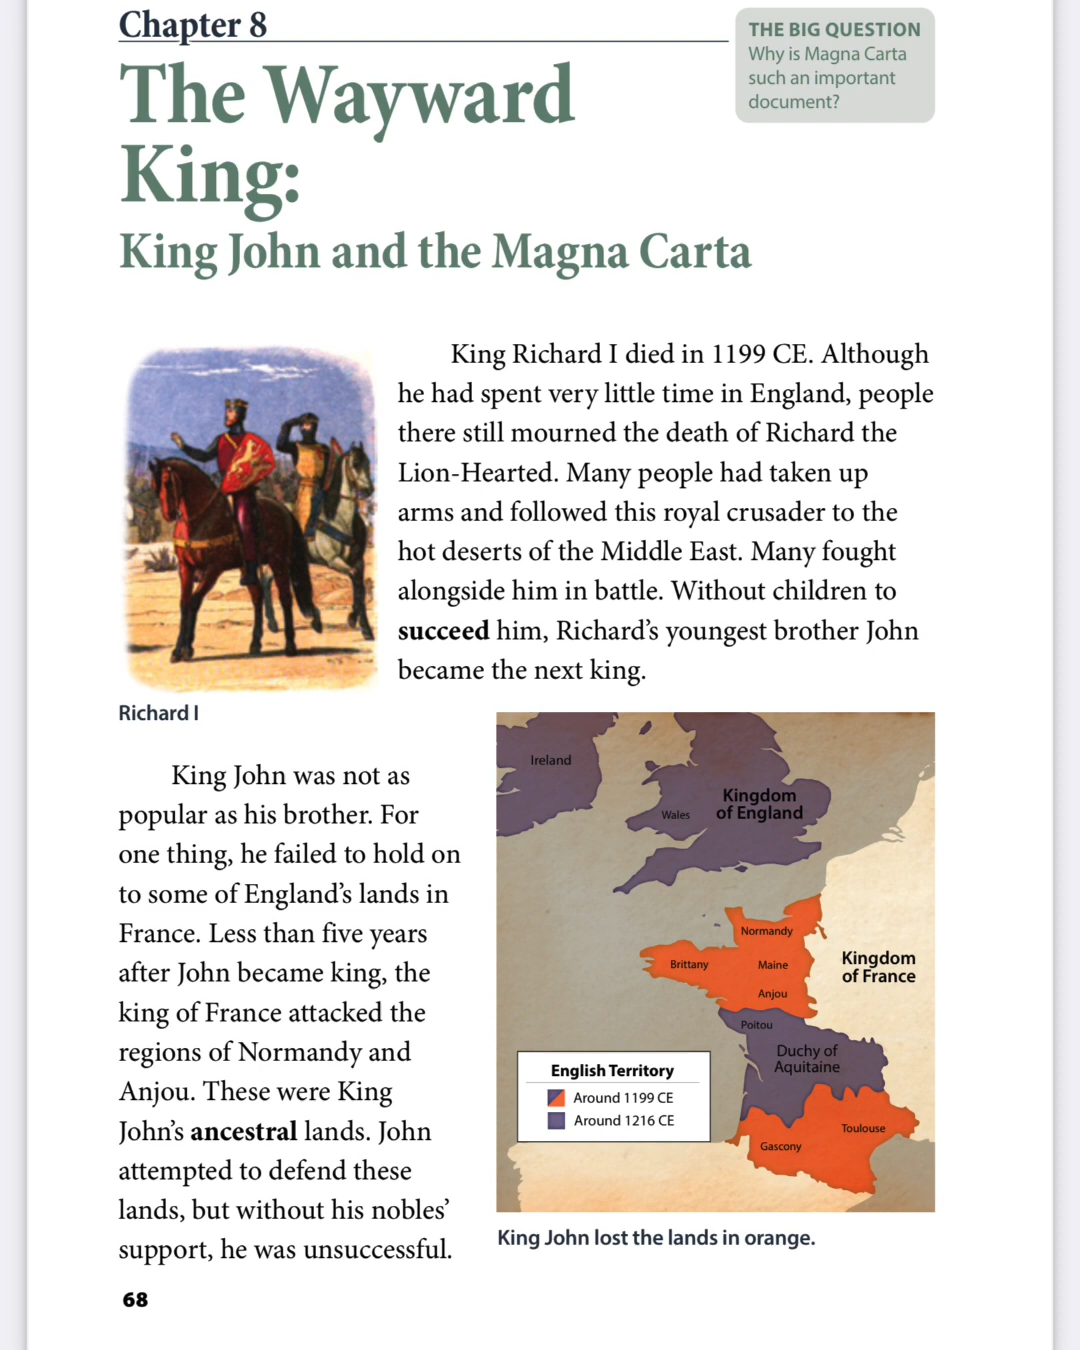 Chapter 8
THE BIG QUESTION
Why is Magna Carta
such an important
document?
The Wayward
King:
King John and the Magna Carta
King Richard I died in 1199 CE. Although
he had spent very little time in England, people
there still mourned the death of Richard the
Lion-Hearted. Many people had taken up
arms and followed this royal crusader to the
hot deserts of the Middle East. Many fought
alongside him in battle. Without children to
succeed him, Richard’s youngest brother John
became the next king.
Richard I
King John was not as
popular as his brother. For
one thing, he failed to hold on
to some of England’s lands in
France. Less than five years
after John became king, the
king of France attacked the
regions of Normandy and
Anjou. These were King
John’s ancestral lands. John
attempted to defend these
lands, but without his nobles’
support, he was unsuccessful.
Ireland
Wales
Kingdom
of England
Normandy
Brittany
Maine
Anjou
Kingdom
of France
Poitou
Duchy of
Aquitaine
Toulouse
Gascony
English Territory
Around 1199 CE
Around 1216 CE
King John lost the lands in orange.
68